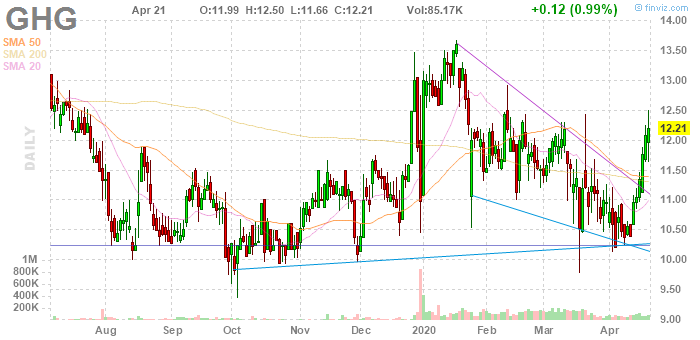 GHG
Apr 21 O:11.99 H:12.50 L:11.66 C:12.21 Vol:85.17K +0.12 (0.99%)
© finviz.com
SMA 50
SMA 200
SMA 20
DAILY
14.00
13.50
13.00
12.50
12.21
12.00
11.50
11.00
10.50
10.00
9.50
9.00
1M
800K
600K
400K
200K
Aug Sep Oct Nov Dec 2020 Feb Mar Apr